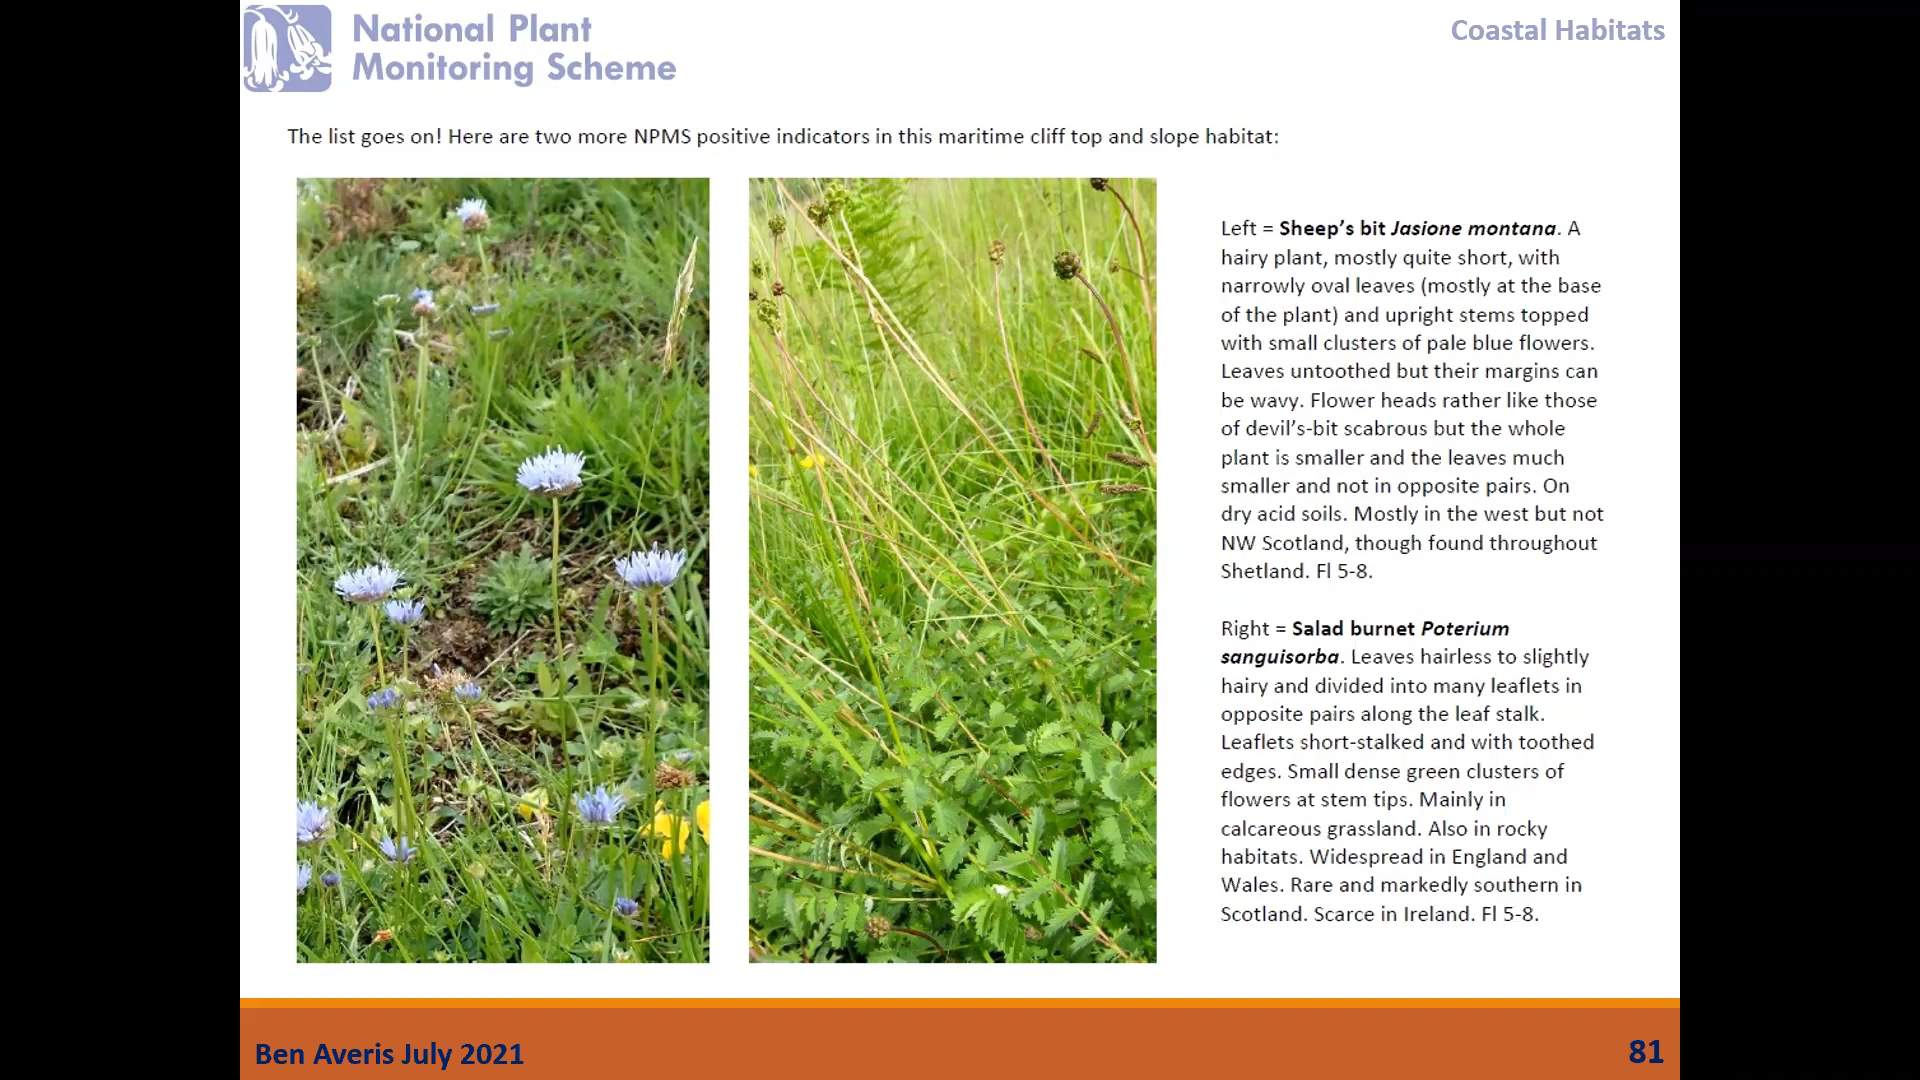 National Plant
Monitoring Scheme
Coastal Habitats
The list goes on! Here are two more NPMS positive indicators in this maritime cliff top and slope habitat:
Left = Sheep's bit Jasione montana. A
hairy plant, mostly quite short, with
narrowly oval leaves (mostly at the base
of the plant) and upright stems topped
with small clusters of pale blue flowers.
Leaves untoothed but their margins can
be wavy. Flower heads rather like those
of devil's-bit scabrous but the whole
plant is smaller and the leaves much
smaller and not in opposite pairs. On
dry acid soils. Mostly in the west but not
NW Scotland, though found throughout
Shetland. Fl 5-8.
Right = Salad burnet Poterium
sanguisorba. Leaves hairless to slightly
hairy and divided into many leaflets in
opposite pairs along the leaf stalk.
Leaflets short-stalked and with toothed
edges. Small dense green clusters of
flowers at stem tips. Mainly in
calcareous grassland. Also in rocky
habitats. Widespread in England and
Wales. Rare and markedly southern in
Scotland. Scarce in Ireland. Fl 5-8.
Ben Averis July 2021
81